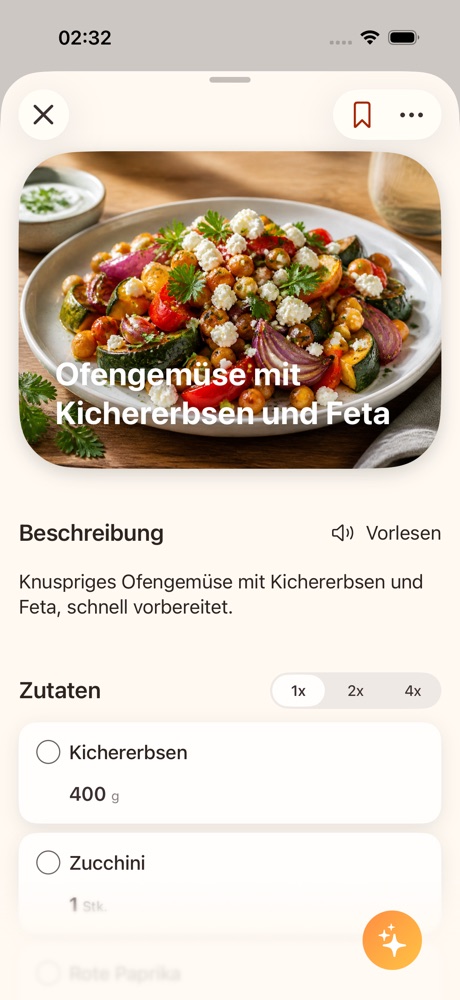 02:32
Ofengemüse mit
Kichererbsen und Feta
Beschreibung
Vorlesen
Knuspriges Ofengemüse mit Kichererbsen und
Feta, schnell vorbereitet.
Zutaten
1x 2x 4x
Kichererbsen
400 g
Zucchini
1 Stk.
Rote Paprika